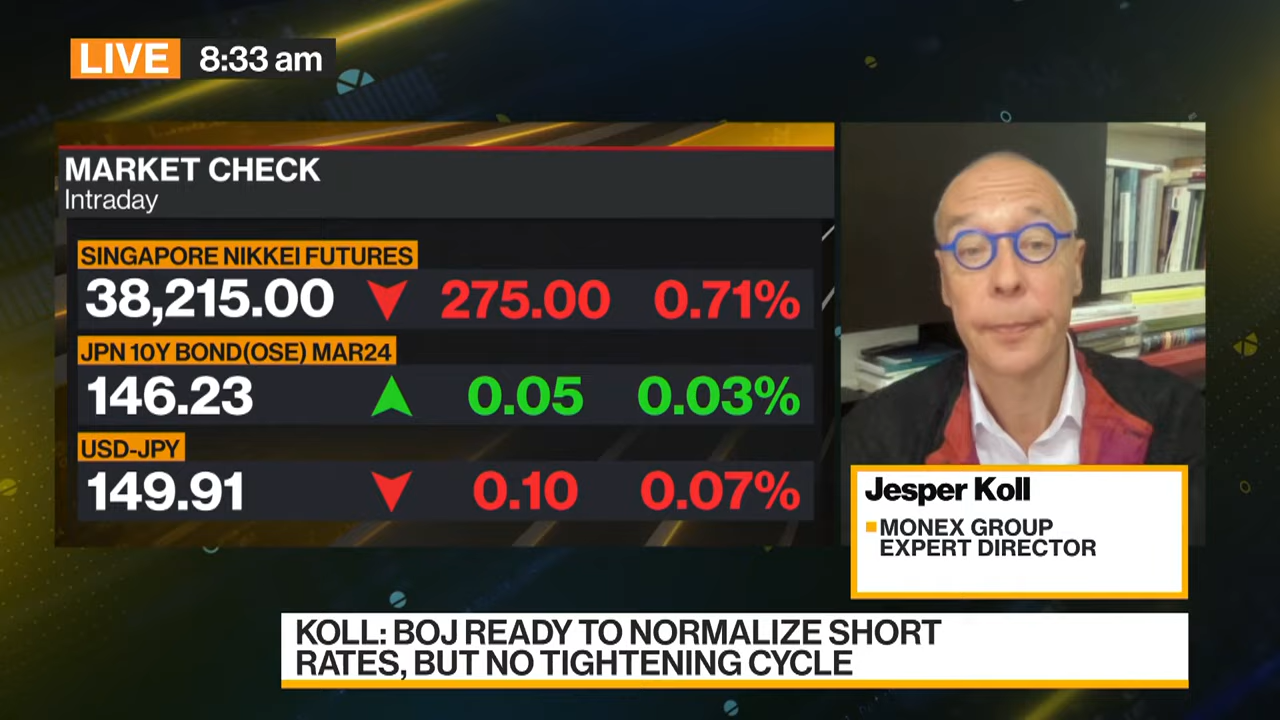 LIVE 8:33 am
MARKET CHECK
Intraday
SINGAPORE NIKKEI FUTURES
38,215.00 ▼ 275.00 0.71%
JPN 10Y BOND(OSE) MAR24
146.23 ▲ 0.05 0.03%
USD-JPY
149.91 ▼ 0.10 0.07%
Jesper Koll
MONEX GROUP
EXPERT DIRECTOR
KOLL: BOJ READY TO NORMALIZE SHORT
RATES, BUT NO TIGHTENING CYCLE